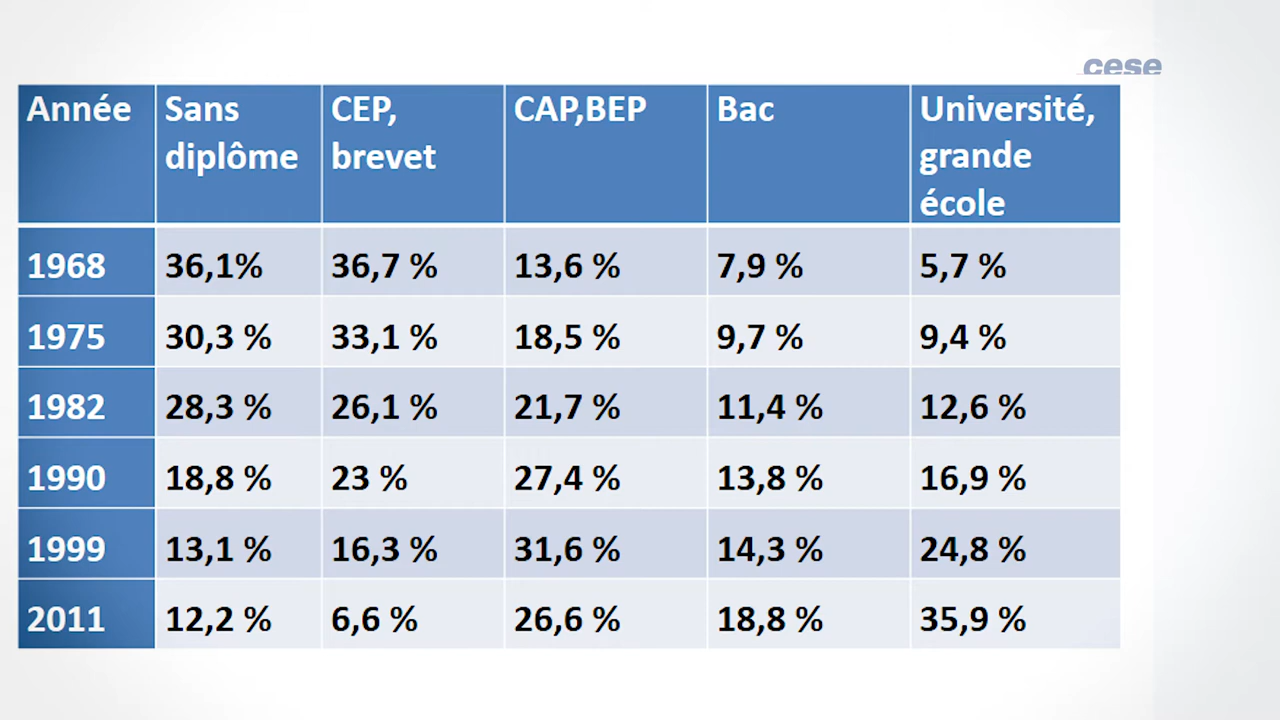 cese
Année Sans diplôme CEP, brevet CAP,BEP Bac Université, grande école
1968 36,1% 36,7 % 13,6 % 7,9 % 5,7 %
1975 30,3 % 33,1 % 18,5 % 9,7 % 9,4 %
1982 28,3 % 26,1 % 21,7 % 11,4 % 12,6 %
1990 18,8 % 23 % 27,4 % 13,8 % 16,9 %
1999 13,1 % 16,3 % 31,6 % 14,3 % 24,8 %
2011 12,2 % 6,6 % 26,6 % 18,8 % 35,9 %